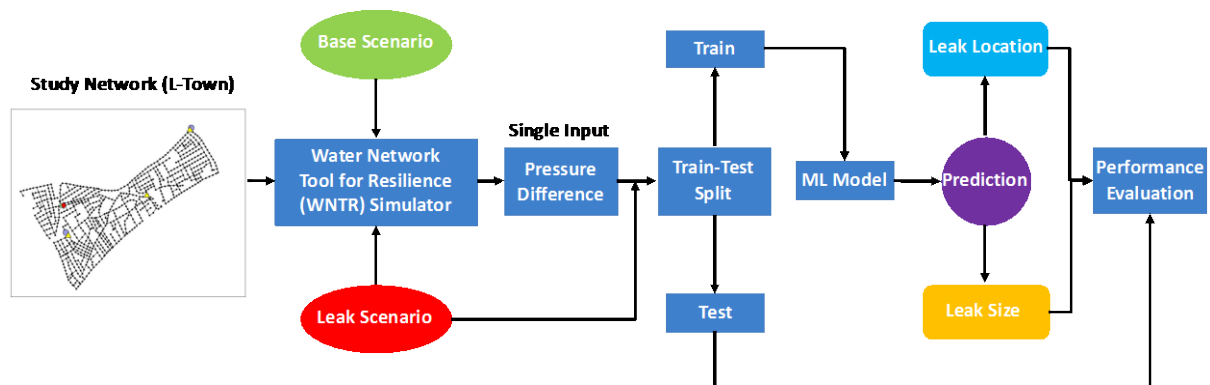 Study Network (L-Town)
Base Scenario
Water Network
Tool for Resilience
(WNTR) Simulator
Leak Scenario
Single Input
Pressure
Difference
Train-Test
Split
Train
Test
ML Model
Prediction
Leak Location
Leak Size
Performance
Evaluation